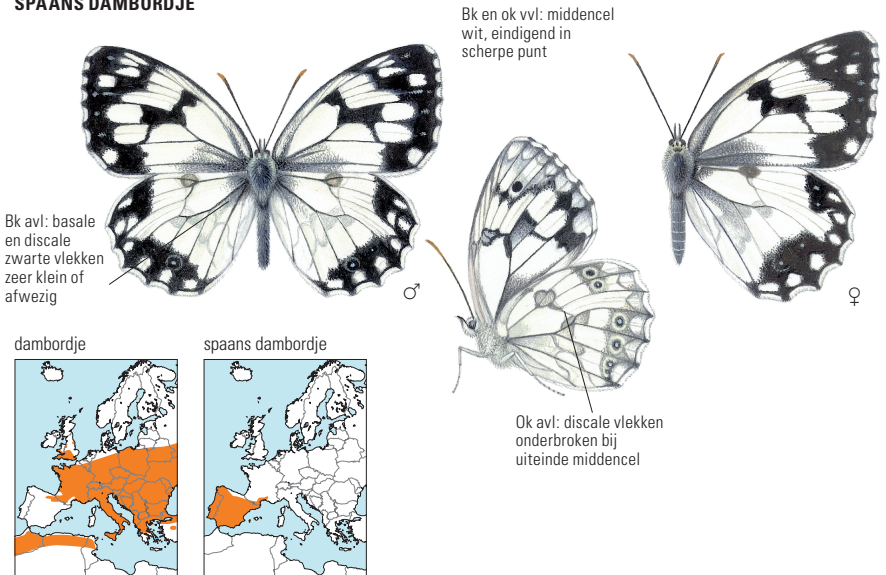 SPAANS DAMBORDJE
Bk en ok vvl: middencel
wit, eindigend in
scherpe punt
Bk avl: basale
en discale
zwarte vlekken
zeer klein of
afwezig
♂
♀
Ok avl: discale vlekken
onderbroken bij
uiteinde middencel
dambordje
spaans dambordje